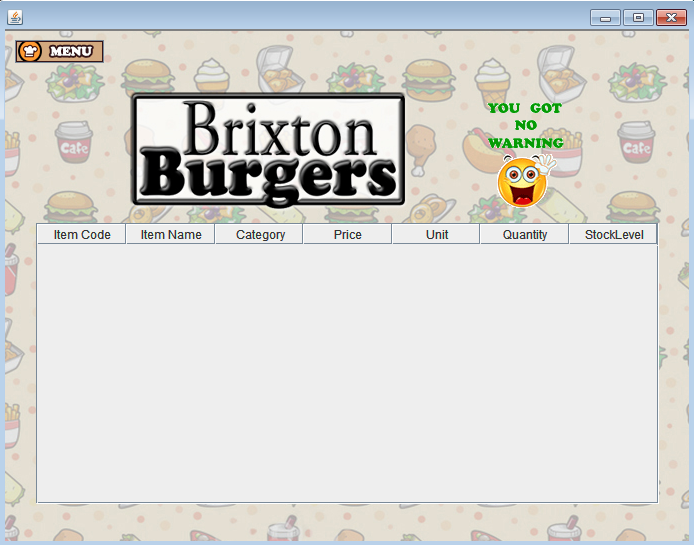 MENU
Brixton
Burgers
YOU GOT
NO
WARNING
Item Code Item Name Category Price Unit Quantity StockLevel
Cafe
Cafe